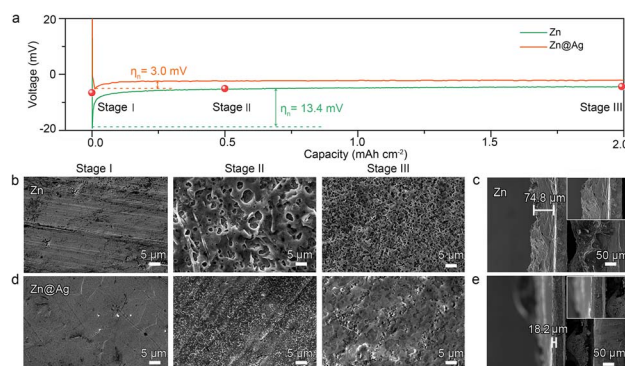 a
20
0
-20
Voltage (mV)
Zn
Zn@Ag
ηn = 3.0 mV
Stage I
Stage II
Stage III
ηn = 13.4 mV
0.0
0.5
1.0
1.5
2.0
Capacity (mAh cm-2)
Stage I
Stage II
Stage III
b
Zn
5 μm
5 μm
5 μm
c
Zn
74.8 μm
50 μm
d
Zn@Ag
5 μm
5 μm
5 μm
e
18.2 μm
50 μm